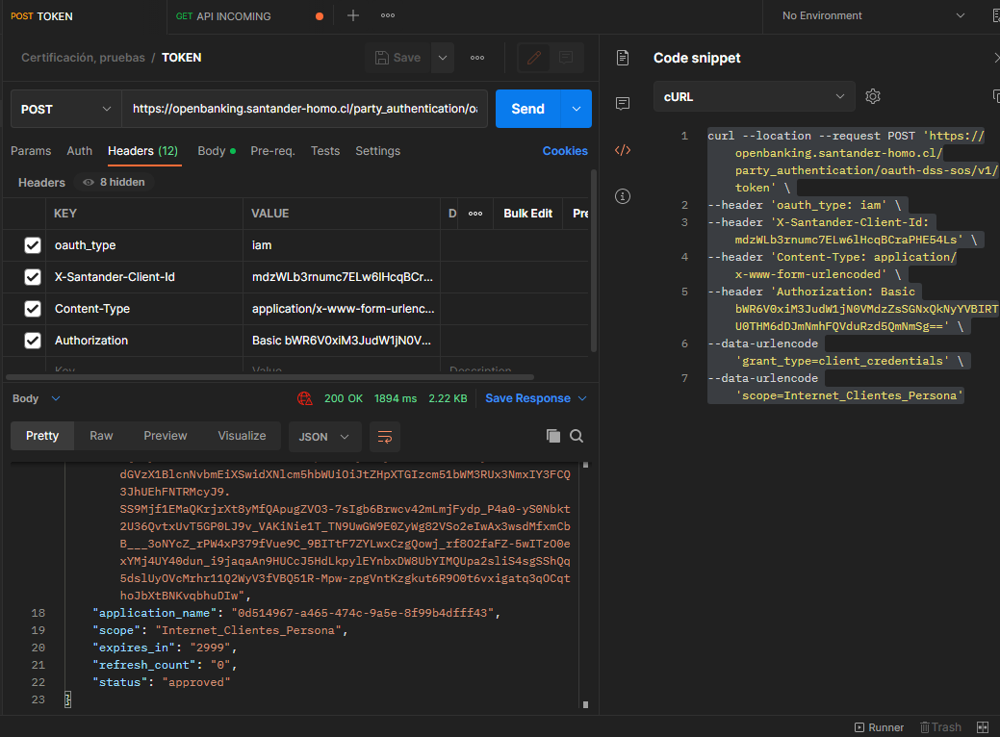 POST TOKEN
GET API INCOMING
No Environment
Certificación, pruebas / TOKEN
Save
POST
https://openbanking.santander-homo.cl/party_authentication/oa
Send
Params Auth Headers (12) Body Pre-req. Tests Settings
Cookies
Headers 8 hidden
KEY VALUE D Bulk Edit Pre
oauth_type iam
X-Santander-Client-Id mdzWLb3rnumc7ELw6lHcqBCr...
Content-Type application/x-www-form-urlenc...
Authorization Basic bWR6V0xiM3JudW1jN0V...
Key Value Description
Body
200 OK 1894 ms 2.22 KB Save Response
Pretty Raw Preview Visualize JSON
dGVzX1BlcnNvbmEiXSwidXNlcm5hbWUiOiJtZHpXTGIzcm51bWM3RUx3NmxIY3FCQ
3JhUEhFNTRMcyJ9.
SS9Mjf1EMaQKrjrXt8yMfQApugZVO3-7sIgb6Brwcv42mLmjFydp_P4a0-yS0Nbkt
2U36QvtxUvT5GP0LJ9v_VAKiNie1T_TN9UwGW9E0ZyWg82VSo2eIwAx3wsdMfxmCb
B___3oNYcZ_rPW4xP379fVue9C_9BITtF7ZYLwxCzgQowj_rf8O2faFZ-5wITzO0e
xYMj4UY40dun_i9jaqaAn9HUCcJ5HdLkpylEYnbxDW8UbYIMQUpa2sliS4sgSShQq
5dslUyOVcMrhr11Q2WyV3fVBQ51R-Mpw-zpgVntKzgkut6R9O0t6vxigatq3qOCqt
hoJbXtBNKvqbhuDIw",
18 "application_name": "0d514967-a465-474c-9a5e-8f99b4dfff43",
19 "scope": "Internet_Clientes_Persona",
20 "expires_in": "2999",
21 "refresh_count": "0",
22 "status": "approved"
23 }
Code snippet
cURL
1 curl --location --request POST 'https://
openbanking.santander-homo.cl/
party_authentication/oauth-dss-sos/v1/
token' \
2 --header 'oauth_type: iam' \
3 --header 'X-Santander-Client-Id:
mdzWLb3rnumc7ELw6lHcqBCraPHE54Ls' \
4 --header 'Content-Type: application/
x-www-form-urlencoded' \
5 --header 'Authorization: Basic
bWR6V0xiM3JudW1jN0VMdzZsSGNxQkNyYVBIRT
U0THM6dDJmNmhFQVduRzd5QmNmSg==' \
6 --data-urlencode
'grant_type=client_credentials' \
7 --data-urlencode
'scope=Internet_Clientes_Persona'
Runner Trash